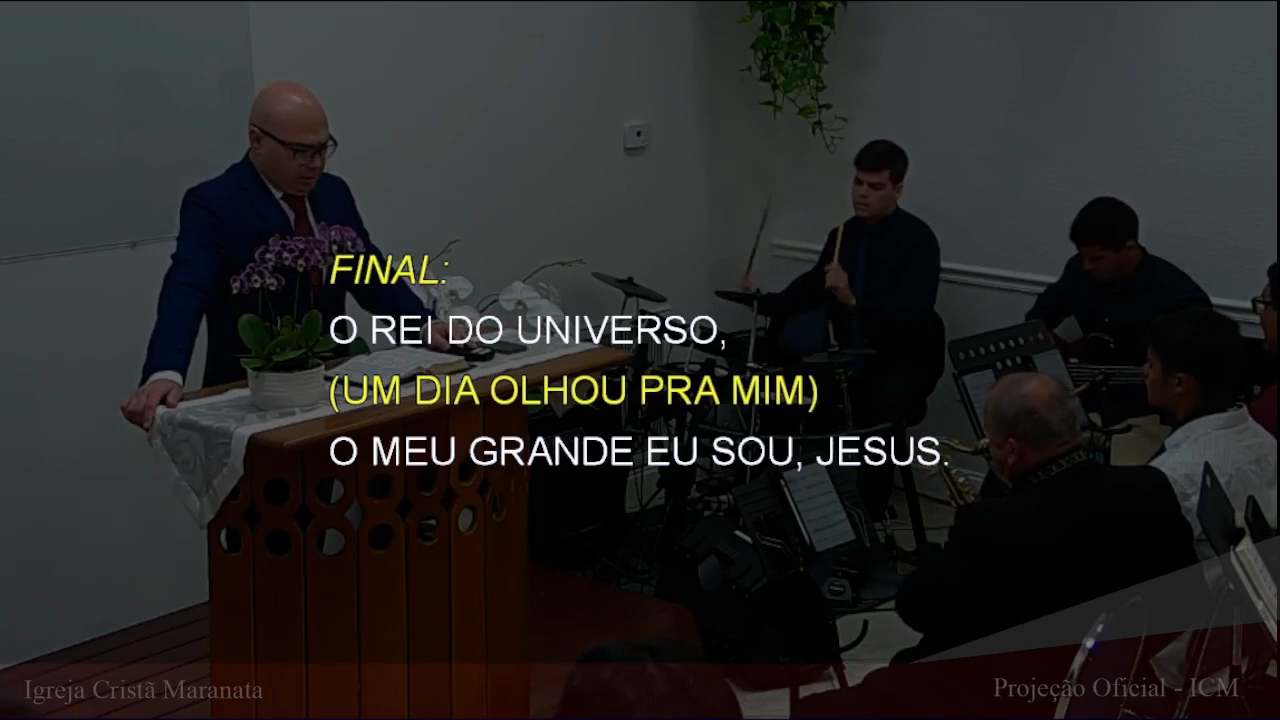 FINAL:
O REI DO UNIVERSO,
(UM DIA OLHOU PRA MIM)
O MEU GRANDE EU SOU, JESUS.
Igreja Cristã Maranata
Projeção Oficial - ICM